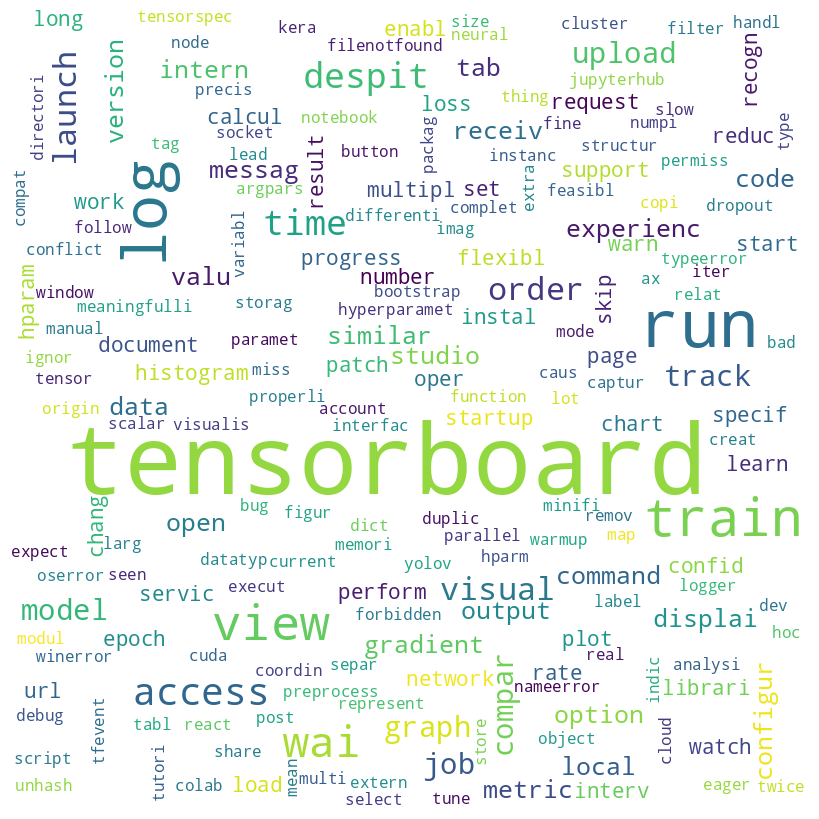 long
tensorspec
kera
enabl
size
neural
cluster
filter
handl
node
filenotfound
version
intern
despit
tab
upload
recogn
launch
directori
precis
jupyterhub
thing
request
slow
calcul
notebook
loss
receiv
fine
numpi
type
socket
packag
structur
reduc
tag
lead
button
result
instanc
permiss
compat
log
messag
argpars
multipl
set
extra
support
feasibl
code
work
differenti
complet
copi
dropout
follow
variabl
time
imag
experienc
conflict
progress
flexibl
warn
start
typeerror
hparam
window
valu
number
order
skip
ax
iter
meaningfulli
bootstrap
relat
storag
hyperparamet
instal
mode
run
manual
document
paramet
similar
bad
ignor
miss
patch
studio
page
track
tensor
histogram
oper
caus
captur
properli
origin
data
account
function
lot
scalar
visualis
interfac
startup
chart
specif
creat
tensorboard
learn
chang
bug
figur
minifi
open
dict
duplic
remov
train
expect
larg
memori
parallel
warmup
map
datatyp
current
yolov
hparm
oserror
seen
servic
execut
perform
visual
command
confid
logger
model
forbidden
output
label
displai
dev
modul
epoch
view
gradient
plot
hoc
winerror
cuda
separ
real
coordin
network
rate
indic
analysi
url
access
preprocess
compar
nameerror
librari
debug
represent
tfevent
tabl
react
post
graph
option
configur
wai
store
object
cloud
watch
script
tutori
share
job
local
unhash
colab
load
mean
multi
extern
metric
interv
eager
twice
select
tune